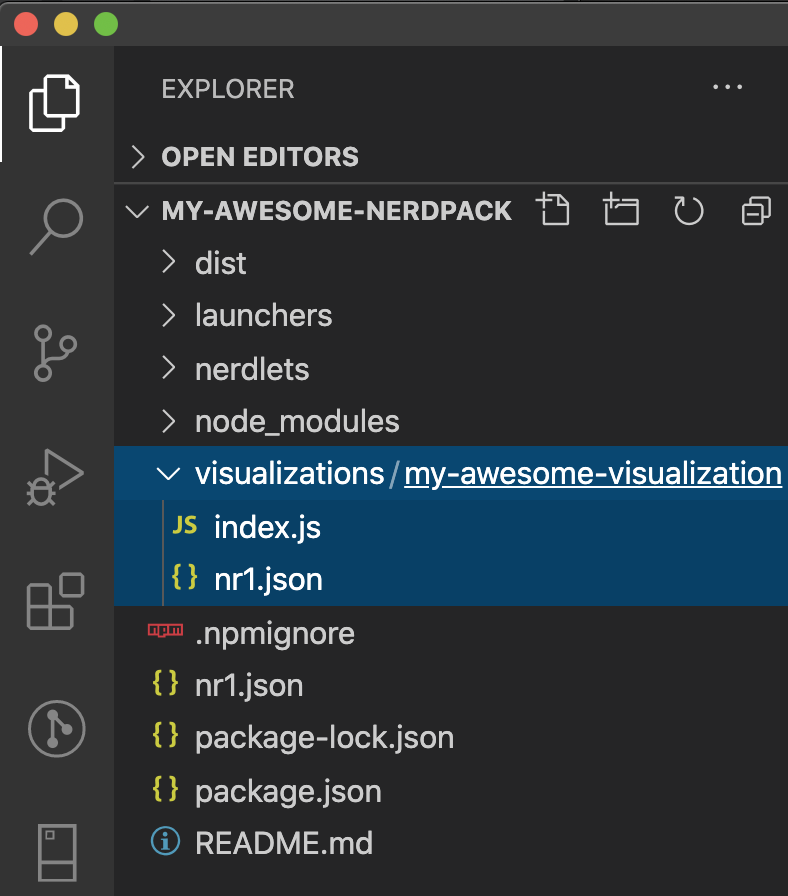 EXPLORER
OPEN EDITORS
MY-AWESOME-NERDPACK
dist
launchers
nerdlets
node_modules
visualizations/my-awesome-visualization
JS index.js
{} nr1.json
npm .npmignore
{} nr1.json
{} package-lock.json
{} package.json
README.md